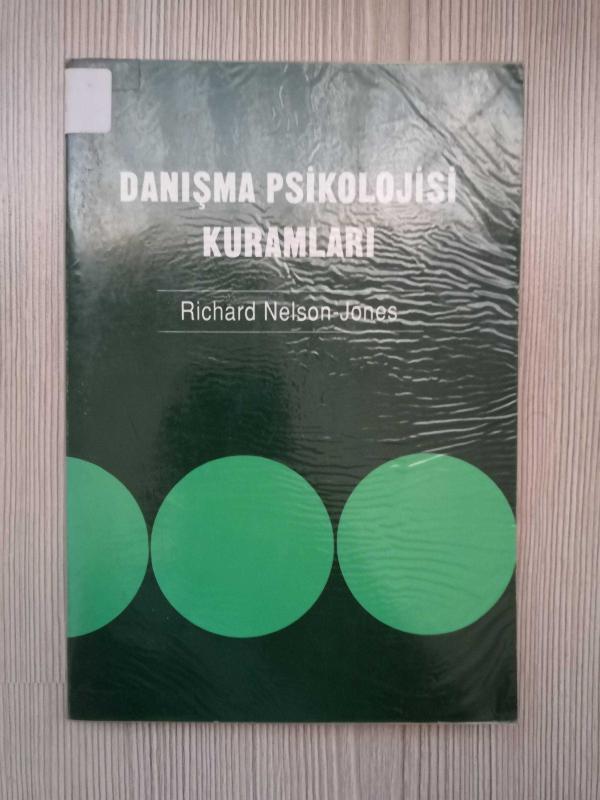 DANIŞMA PSİKOLOJİSİ
KURAMLARI
Richard Nelson-Jones